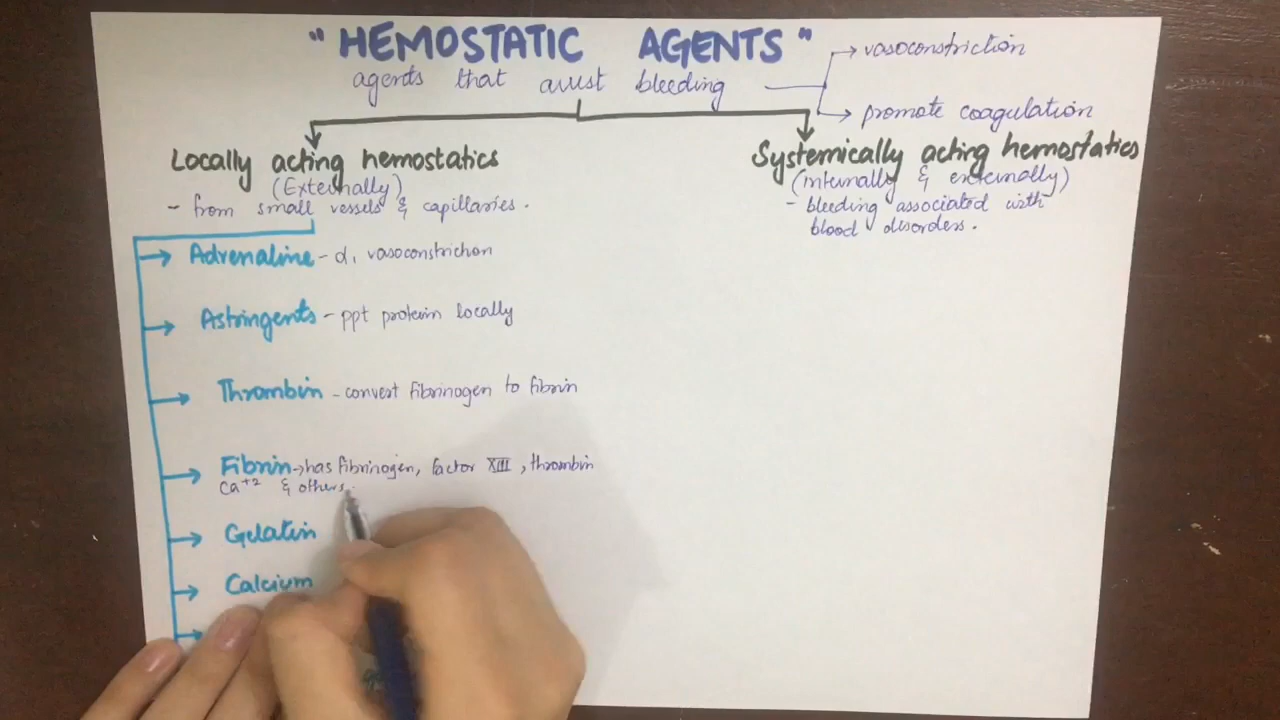 "HEMOSTATIC AGENTS"
agents that arrest bleeding
→ vasoconstriction
→ promote coagulation
Locally acting hemostatics
(Externally)
- from small vessels & capillaries.
Systemically acting hemostatics
(internally & externally)
- bleeding associated with
blood disorders.
Adrenaline - α, vasoconstriction
Astringents - ppt protein locally
Thrombin - convert fibrinogen to fibrin
Fibrin → has fibrinogen, factor XIII, thrombin
Ca+2 & others.
Gelatin
Calcium